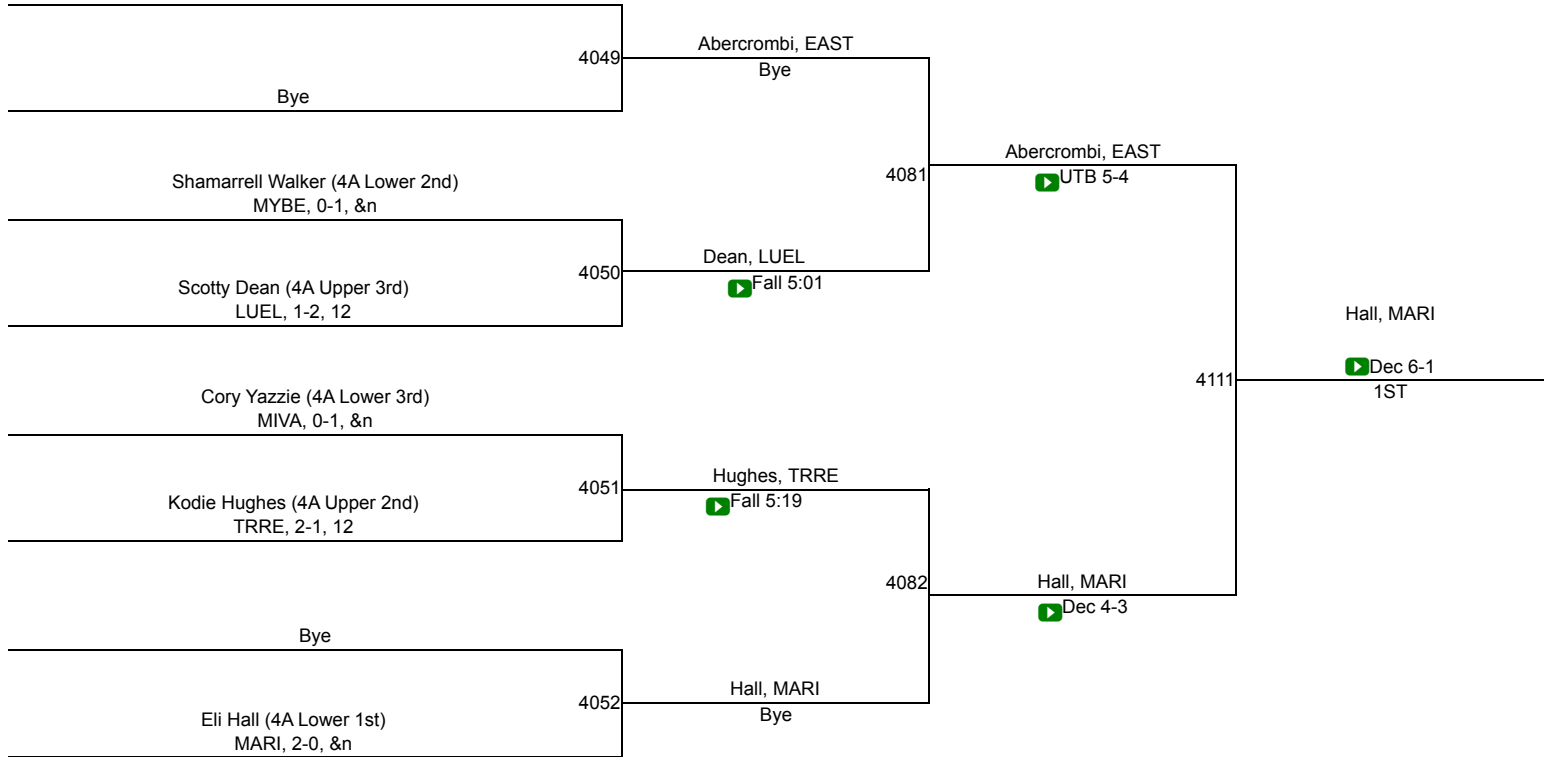 4049
Abercrombi, EAST
Bye
Bye
Shamarrell Walker (4A Lower 2nd)
MYBE, 0-1, &n
4081
Abercrombi, EAST
UTB 5-4
4050
Dean, LUEL
Fall 5:01
Scotty Dean (4A Upper 3rd)
LUEL, 1-2, 12
Hall, MARI
Dec 6-1
1ST
4111
Cory Yazzie (4A Lower 3rd)
MIVA, 0-1, &n
4051
Hughes, TRRE
Fall 5:19
Kodie Hughes (4A Upper 2nd)
TRRE, 2-1, 12
4082
Hall, MARI
Dec 4-3
Bye
4052
Hall, MARI
Bye
Eli Hall (4A Lower 1st)
MARI, 2-0, &n